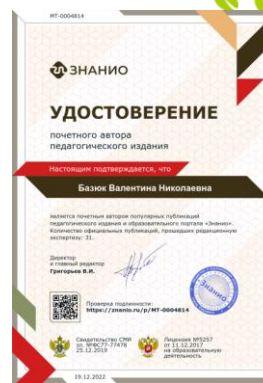 МТ-0004814
ЗНАНИО
УДОСТОВЕРЕНИЕ
почетного автора
педагогического издания
Настоящим подтверждается, что
Базюк Валентина Николаевна
является почетным автором популярных публикаций
педагогического издания и образовательного портала «Знанио».
Количество официальных публикаций, прошедших редакционную
экспертизу: 31.
Директор
и главный редактор
Григорьев В.И.
Знанио
Проверка подлинности:
https://znanio.ru/p/МТ-0004814
Свидетельство СМИ
эл. №ФС77-77478
25.12.2019
Лицензия №5257
от 11.12.2017
на образовательную
деятельность
19.12.2022